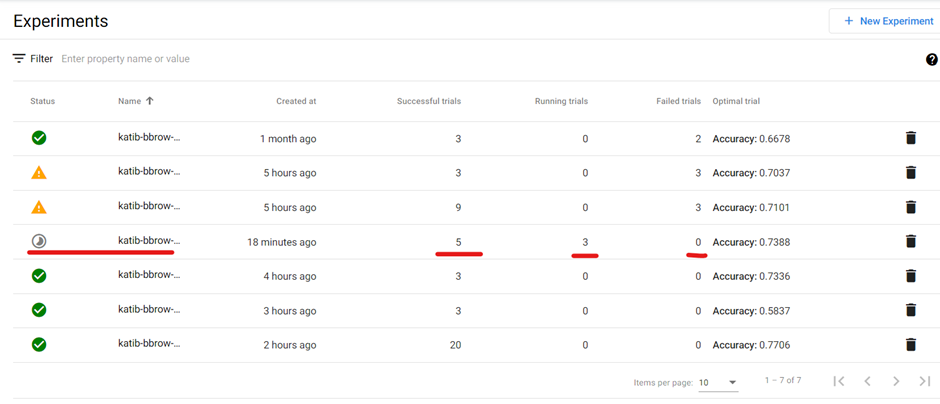 Experiments
+ New Experiment
Filter Enter property name or value
Status Name Created at Successful trials Running trials Failed trials Optimal trial
katib-bbrow-... 1 month ago 3 0 2 Accuracy: 0.6678
katib-bbrow-... 5 hours ago 3 0 3 Accuracy: 0.7037
katib-bbrow-... 5 hours ago 9 0 3 Accuracy: 0.7101
katib-bbrow-... 18 minutes ago 5 3 0 Accuracy: 0.7388
katib-bbrow-... 4 hours ago 3 0 0 Accuracy: 0.7336
katib-bbrow-... 3 hours ago 3 0 0 Accuracy: 0.5837
katib-bbrow-... 2 hours ago 20 0 0 Accuracy: 0.7706
Items per page: 10 1 – 7 of 7